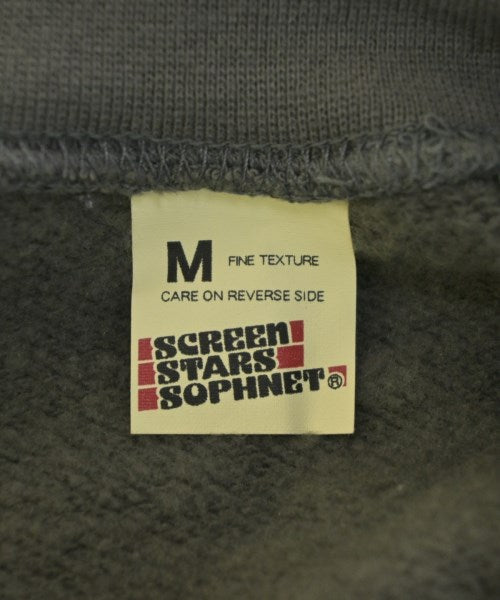 M FINE TEXTURE
CARE ON REVERSE SIDE
SCREEN
STARS
SOPHNET®